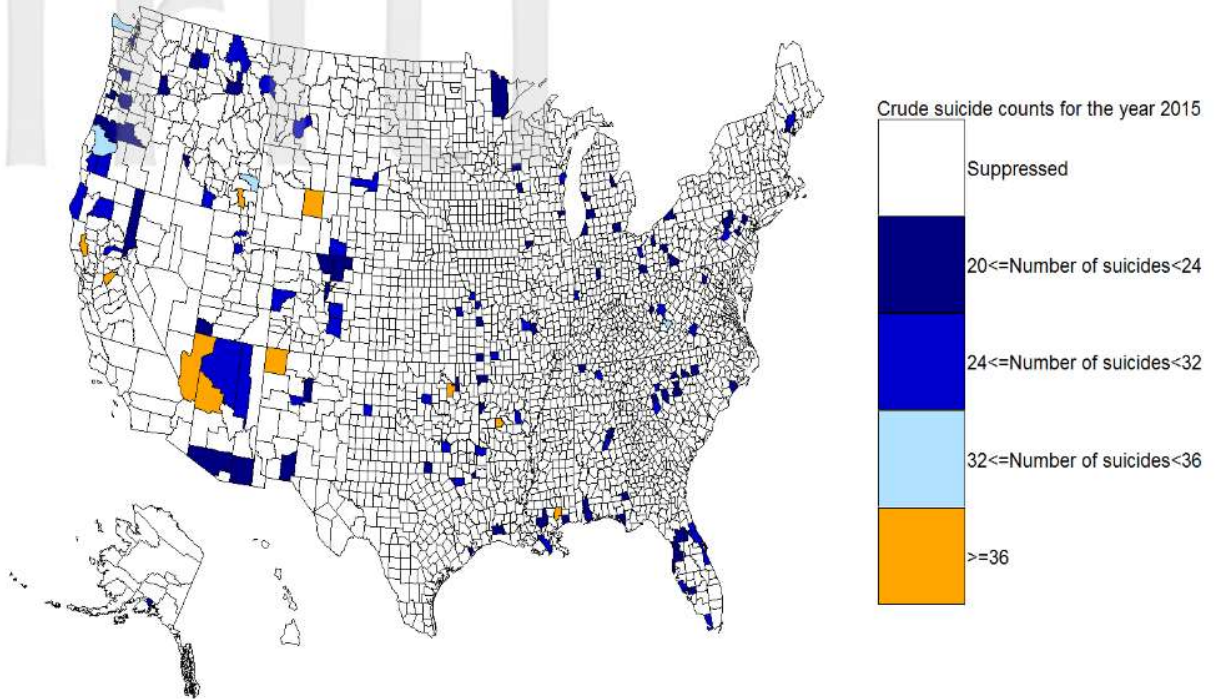 Crude suicide counts for the year 2015
Suppressed
20<=Number of suicides<24
24<=Number of suicides<32
32<=Number of suicides<36
>=36